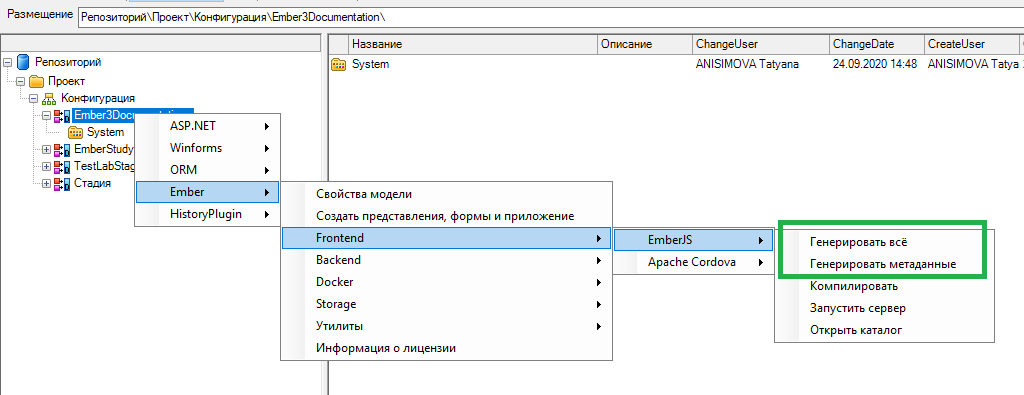 Размещение Репозиторий\Проект\Конфигурация\Ember3Documentation\
Название Описание ChangeUser ChangeDate CreateUser
System ANISIMOVA Tatyana 24.09.2020 14:48 ANISIMOVA Tatya
Репозиторий
Проект
Конфигурация
Ember3Documentation
System
EmberStudy
TestLabStag
Стадия
ASP.NET
Winforms
ORM
Ember
HistoryPlugin
Свойства модели
Создать представления, формы и приложение
Frontend
Backend
Docker
Storage
Утилиты
Информация о лицензии
EmberJS
Apache Cordova
Генерировать всё
Генерировать метаданные
Компилировать
Запустить сервер
Открыть каталог